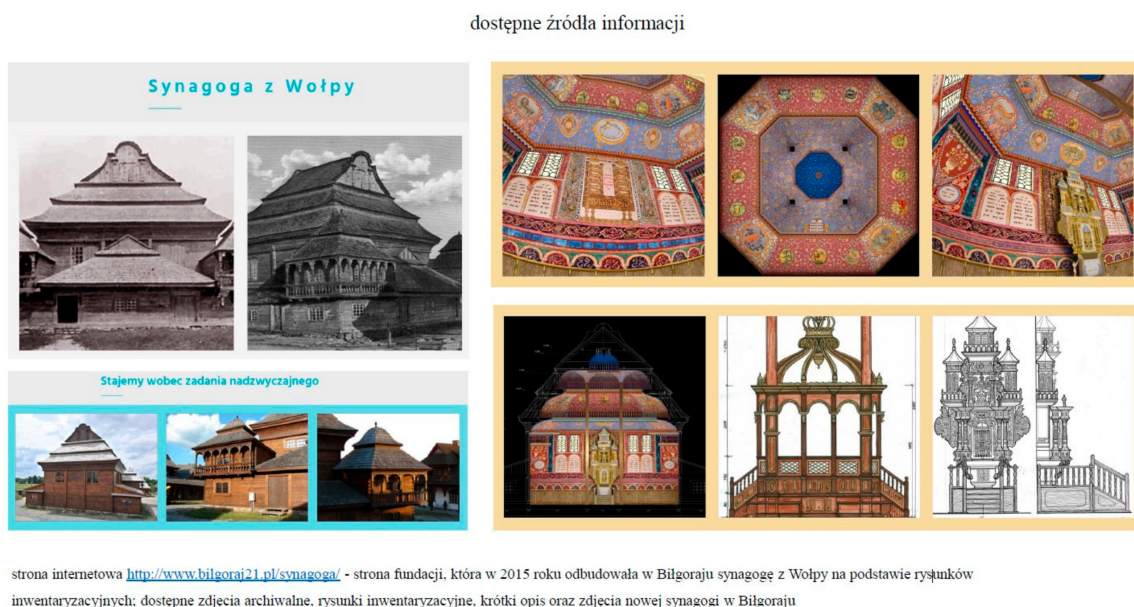 dostępne źródła informacji
Synagoga z Wołpy
Stajemy wobec zadania nadzwyczajnego
strona internetowa http://www.bilgoraj21.pl/synagoga/ - strona fundacji, która w 2015 roku odbudowała w Biłgoraju synagogę z Wołpy na podstawie rysunków
inwentaryzacyjnych; dostępne zdjęcia archiwalne, rysunki inwentaryzacyjne, krótki opis oraz zdjęcia nowej synagogi w Biłgoraju